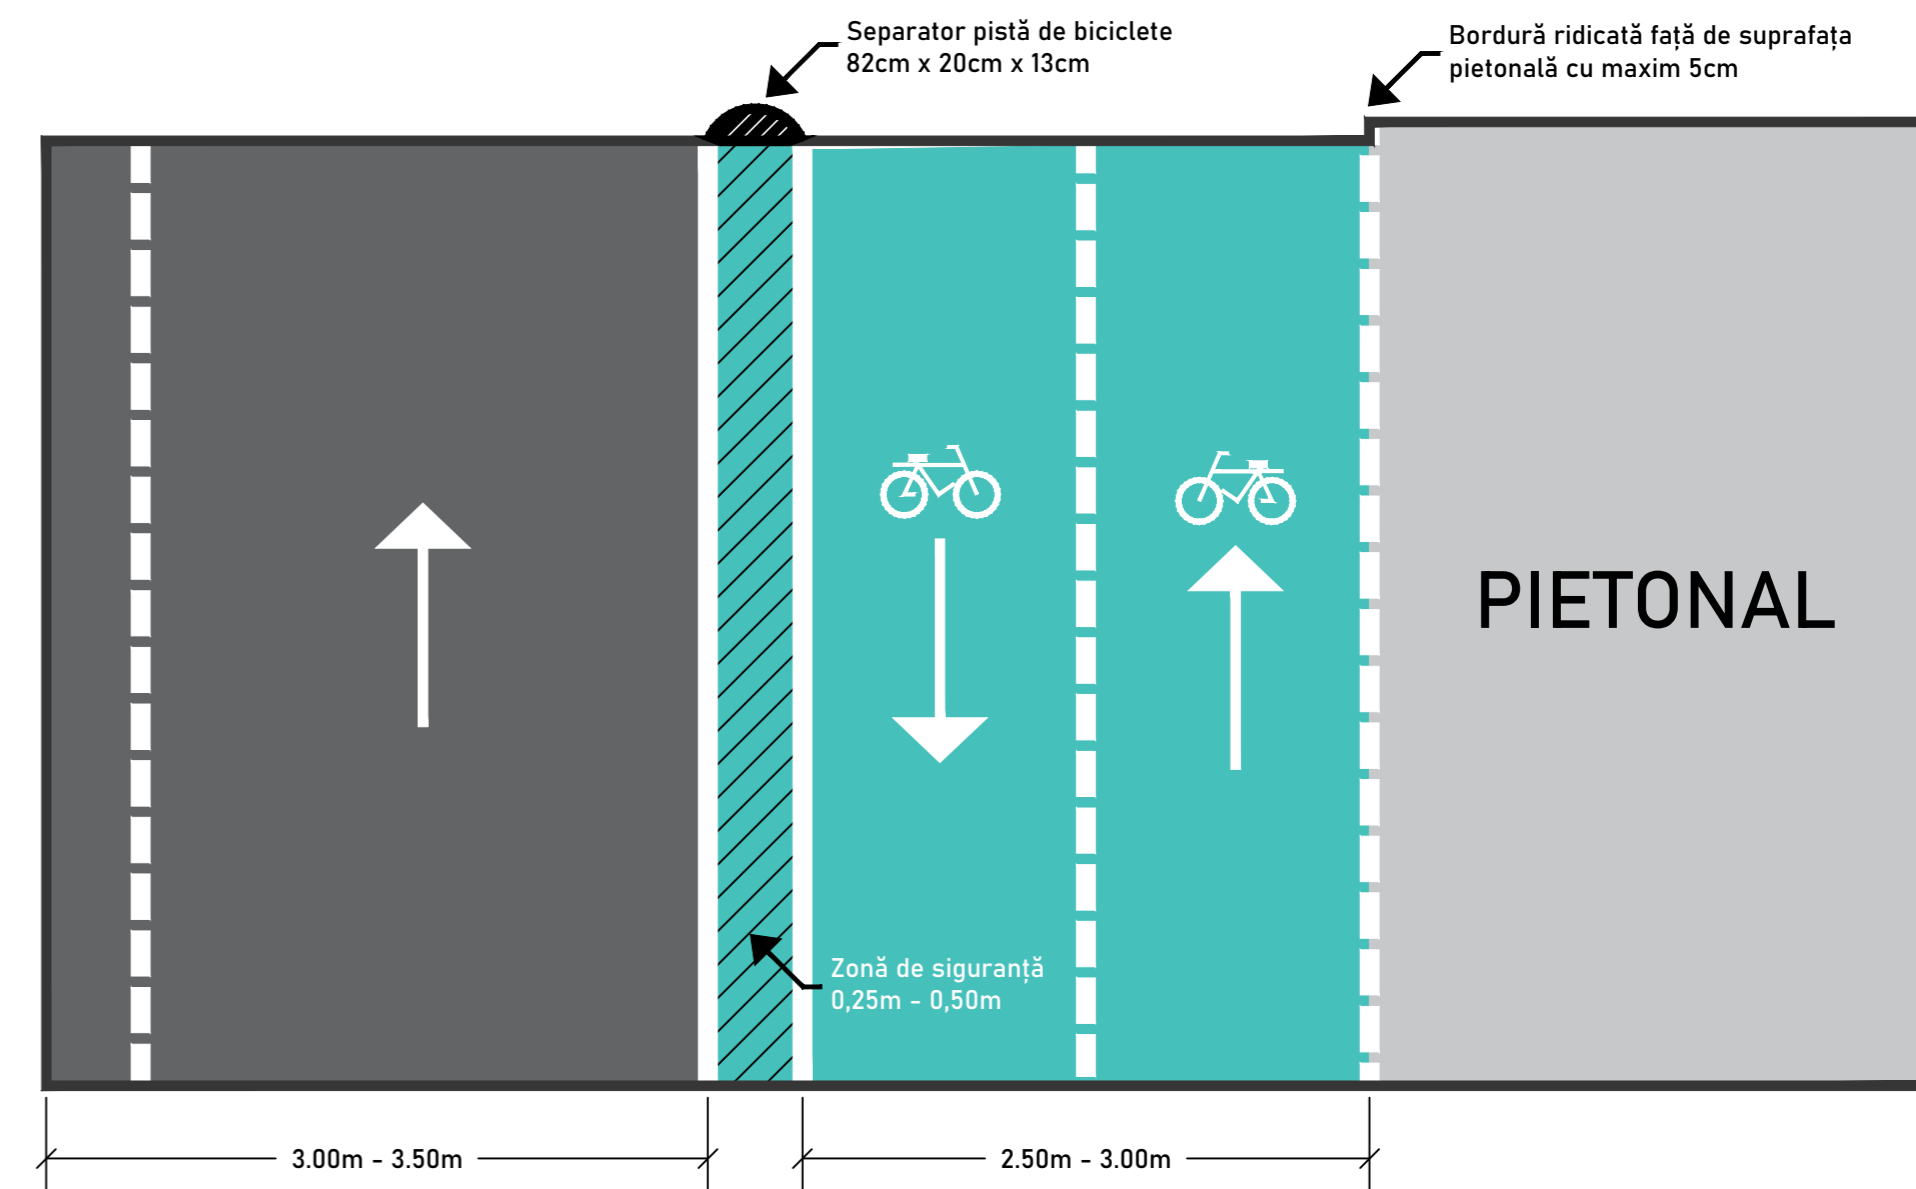 Separator pistă de biciclete
82cm x 20cm x 13cm
Bordură ridicată față de suprafața
pietonală cu maxim 5cm
PIETONAL
Zonă de siguranță
0,25m - 0,50m
3.00m - 3.50m
2.50m - 3.00m